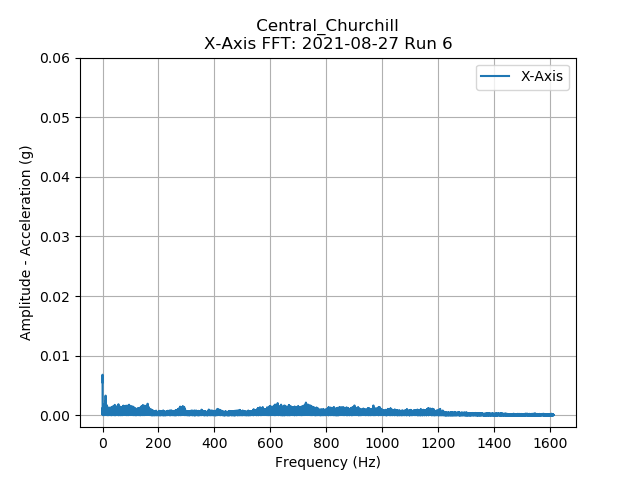 Central_Churchill
X-Axis FFT: 2021-08-27 Run 6
X-Axis
0.06
0.05
0.04
0.03
0.02
0.01
0.00
Amplitude - Acceleration (g)
0 200 400 600 800 1000 1200 1400 1600
Frequency (Hz)